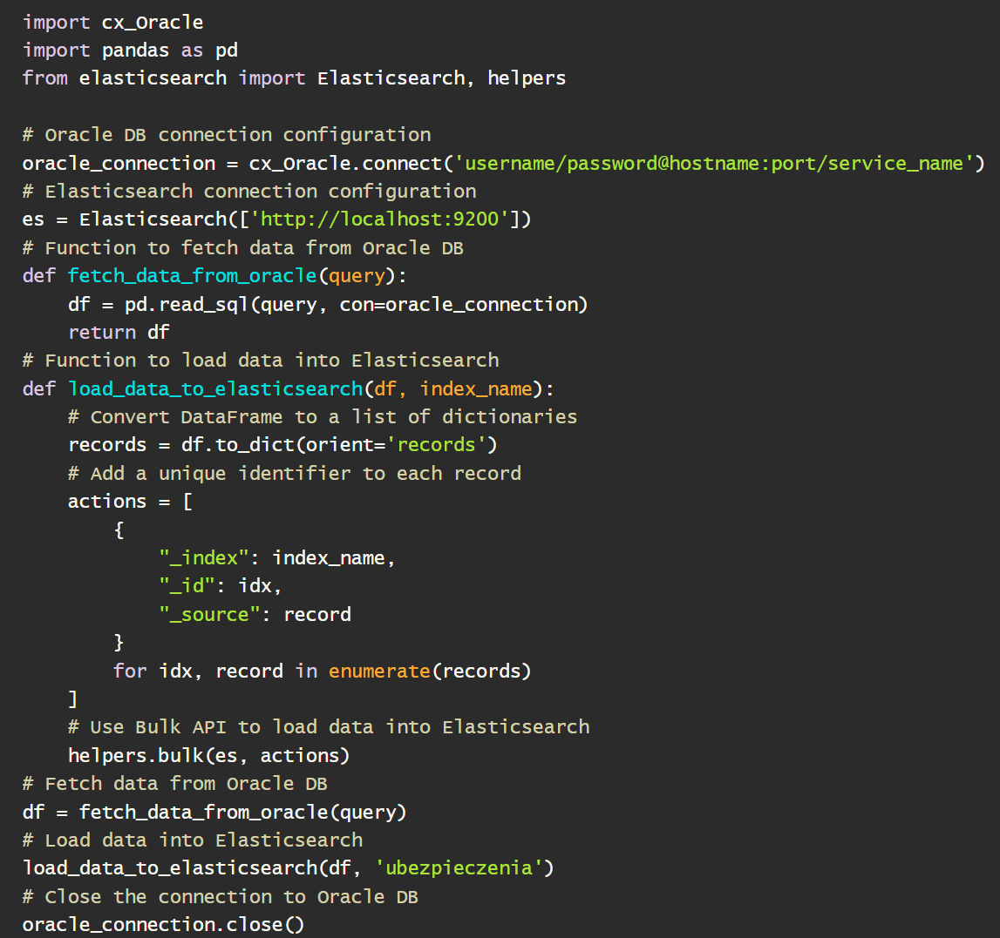 import cx_Oracle
import pandas as pd
from elasticsearch import Elasticsearch, helpers

# Oracle DB connection configuration
oracle_connection = cx_Oracle.connect('username/password@hostname:port/service_name')
# Elasticsearch connection configuration
es = Elasticsearch(['http://localhost:9200'])
# Function to fetch data from Oracle DB
def fetch_data_from_oracle(query):
    df = pd.read_sql(query, con=oracle_connection)
    return df
# Function to load data into Elasticsearch
def load_data_to_elasticsearch(df, index_name):
    # Convert DataFrame to a list of dictionaries
    records = df.to_dict(orient='records')
    # Add a unique identifier to each record
    actions = [
        {
            "_index": index_name,
            "_id": idx,
            "_source": record
        }
        for idx, record in enumerate(records)
    ]
    # Use Bulk API to load data into Elasticsearch
    helpers.bulk(es, actions)
# Fetch data from Oracle DB
df = fetch_data_from_oracle(query)
# Load data into Elasticsearch
load_data_to_elasticsearch(df, 'ubezpieczenia')
# Close the connection to Oracle DB
oracle_connection.close()